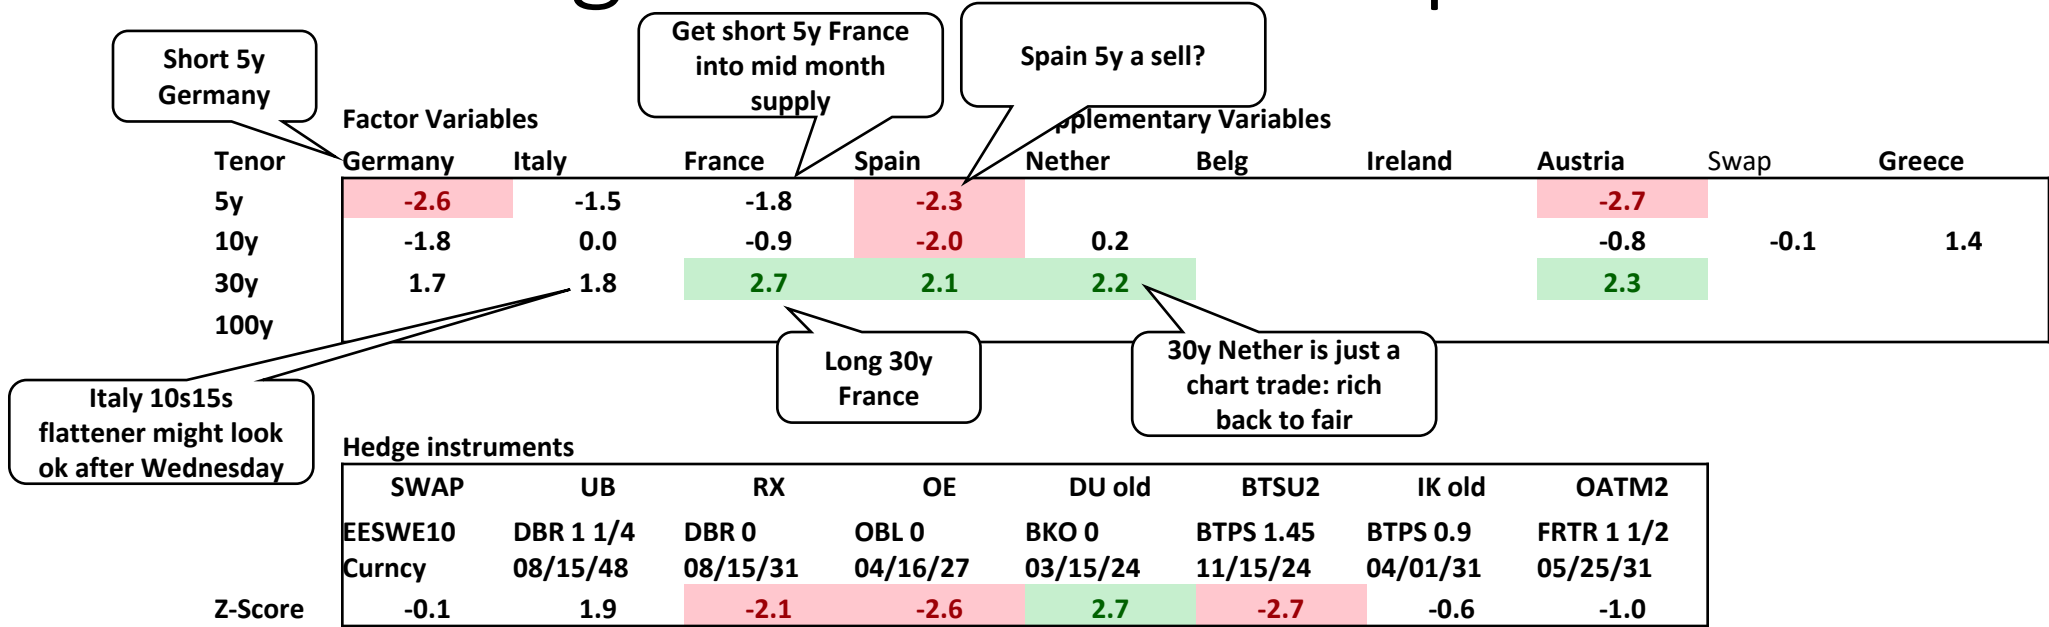 Short 5y
Germany
Get short 5y France
into mid month
supply
Spain 5y a sell?
Factor Variables
Variables
Tenor Germany Italy France Spain Nether Belg Ireland Austria Swap Greece
5y -2.6 -1.5 -1.8 -2.3 -2.7
10y -1.8 0.0 -0.9 -2.0 0.2 -0.8 -0.1 1.4
30y 1.7 1.8 2.7 2.1 2.2 2.3
100y
Italy 10s15s
flattener might look
ok after Wednesday
Long 30y
France
30y Nether is just a
chart trade: rich
back to fair
Hedge instruments
SWAP UB RX OE DU old BTSU2 IK old OATM2
EESWE10 DBR 1 1/4 DBR 0 OBL 0 BKO 0 BTPS 1.45 BTPS 0.9 FRTR 1 1/2
Curncy 08/15/48 08/15/31 04/16/27 03/15/24 11/15/24 04/01/31 05/25/31
Z-Score -0.1 1.9 -2.1 -2.6 2.7 -2.7 -0.6 -1.0